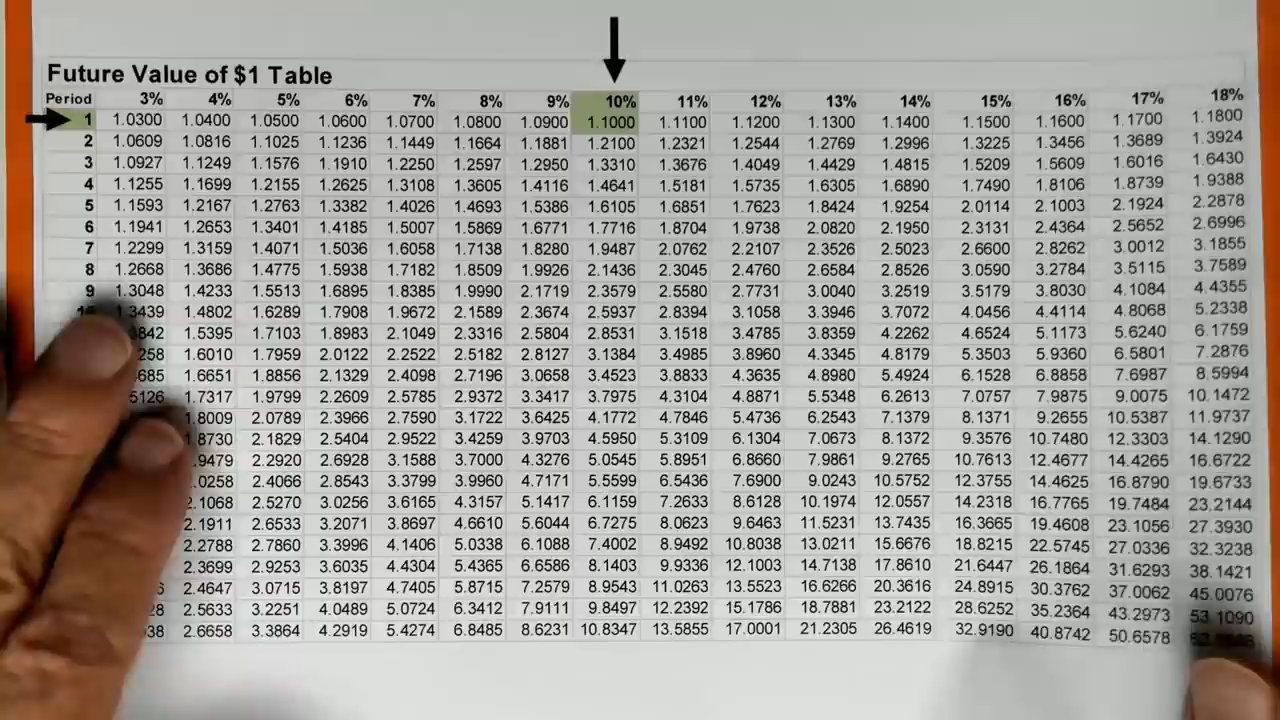 Future Value of $1 Table
Period 3% 4% 5% 6% 7% 8% 9% 10% 11% 12% 13% 14% 15% 16% 17% 18%
1 1.0300 1.0400 1.0500 1.0600 1.0700 1.0800 1.0900 1.1000 1.1100 1.1200 1.1300 1.1400 1.1500 1.1600 1.1700 1.1800
2 1.0609 1.0816 1.1025 1.1236 1.1449 1.1664 1.1881 1.2100 1.2321 1.2544 1.2769 1.2996 1.3225 1.3456 1.3689 1.3924
3 1.0927 1.1249 1.1576 1.1910 1.2250 1.2597 1.2950 1.3310 1.3676 1.4049 1.4429 1.4815 1.5209 1.5609 1.6016 1.6430
4 1.1255 1.1699 1.2155 1.2625 1.3108 1.3605 1.4116 1.4641 1.5181 1.5735 1.6305 1.6890 1.7490 1.8106 1.8739 1.9388
5 1.1593 1.2167 1.2763 1.3382 1.4026 1.4693 1.5386 1.6105 1.6851 1.7623 1.8424 1.9254 2.0114 2.1003 2.1924 2.2878
6 1.1941 1.2653 1.3401 1.4185 1.5007 1.5869 1.6771 1.7716 1.8704 1.9738 2.0820 2.1950 2.3131 2.4364 2.5652 2.6996
7 1.2299 1.3159 1.4071 1.5036 1.6058 1.7138 1.8280 1.9487 2.0762 2.2107 2.3526 2.5023 2.6600 2.8262 3.0012 3.1855
8 1.2668 1.3686 1.4775 1.5938 1.7182 1.8509 1.9926 2.1436 2.3045 2.4760 2.6584 2.8526 3.0590 3.2784 3.5115 3.7589
9 1.3048 1.4233 1.5513 1.6895 1.8385 1.9990 2.1719 2.3579 2.5580 2.7731 3.0040 3.2519 3.5179 3.8030 4.1084 4.4355
1.4802 1.6289 1.7908 1.9672 2.1589 2.3674 2.5937 2.8394 3.1058 3.3946 3.7072 4.0456 4.4114 4.8068 5.2338
1.5395 1.7103 1.8983 2.1049 2.3316 2.5804 2.8531 3.1518 3.4785 3.8359 4.2262 4.6524 5.1173 5.6240 6.1759
1.6010 1.7959 2.0122 2.2522 2.5182 2.8127 3.1384 3.4985 3.8960 4.3345 4.8179 5.3503 5.9360 6.5801 7.2876
1.6651 1.8856 2.1329 2.4098 2.7196 3.0658 3.4523 3.8833 4.3635 4.8980 5.4924 6.1528 6.8858 7.6987 8.5994
1.7317 1.9799 2.2609 2.5785 2.9372 3.3417 3.7975 4.3104 4.8871 5.5348 6.2613 7.0757 7.9875 9.0075 10.1472
1.8009 2.0789 2.3966 2.7590 3.1722 3.6425 4.1772 4.7846 5.4736 6.2543 7.1379 8.1371 9.2655 10.5387 11.9737
2.1829 2.5404 2.9522 3.4259 3.9703 4.5950 5.3109 6.1304 7.0673 8.1372 9.3576 10.7480 12.3303 14.1290
2.2920 2.6928 3.1588 3.7000 4.3276 5.0545 5.8951 6.8660 7.9861 9.2765 10.7613 12.4677 14.4265 16.6722
2.4066 2.8543 3.3799 3.9960 4.7171 5.5599 6.5436 7.6900 9.0243 10.5752 12.3755 14.4625 16.8790 19.6733
2.1068 2.5270 3.0256 3.6165 4.3157 5.1417 6.1159 7.2633 8.6128 10.1974 12.0557 14.2318 16.7765 19.7484 23.2144
2.1911 2.6533 3.2071 3.8697 4.6610 5.6044 6.7275 8.0623 9.6463 11.5231 13.7435 16.3665 19.4608 23.1056 27.3930
2.2788 2.7860 3.3996 4.1406 5.0338 6.1088 7.4002 8.9492 10.8038 13.0211 15.6676 18.8215 22.5745 27.0336 32.3238
2.3699 2.9253 3.6035 4.4304 5.4365 6.6586 8.1403 9.9336 12.1003 14.7138 17.8610 21.6447 26.1864 31.6293 38.1421
2.4647 3.0715 3.8197 4.7405 5.8715 7.2579 8.9543 11.0263 13.5523 16.6266 20.3616 24.8915 30.3762 37.0062 45.0076
2.5633 3.2251 4.0489 5.0724 6.3412 7.9111 9.8497 12.2392 15.1786 18.7881 23.2122 28.6252 35.2364 43.2973 53.1090
2.6658 3.3864 4.2919 5.4274 6.8485 8.6231 10.8347 13.5855 17.0001 21.2305 26.4619 32.9190 40.8742 50.6578